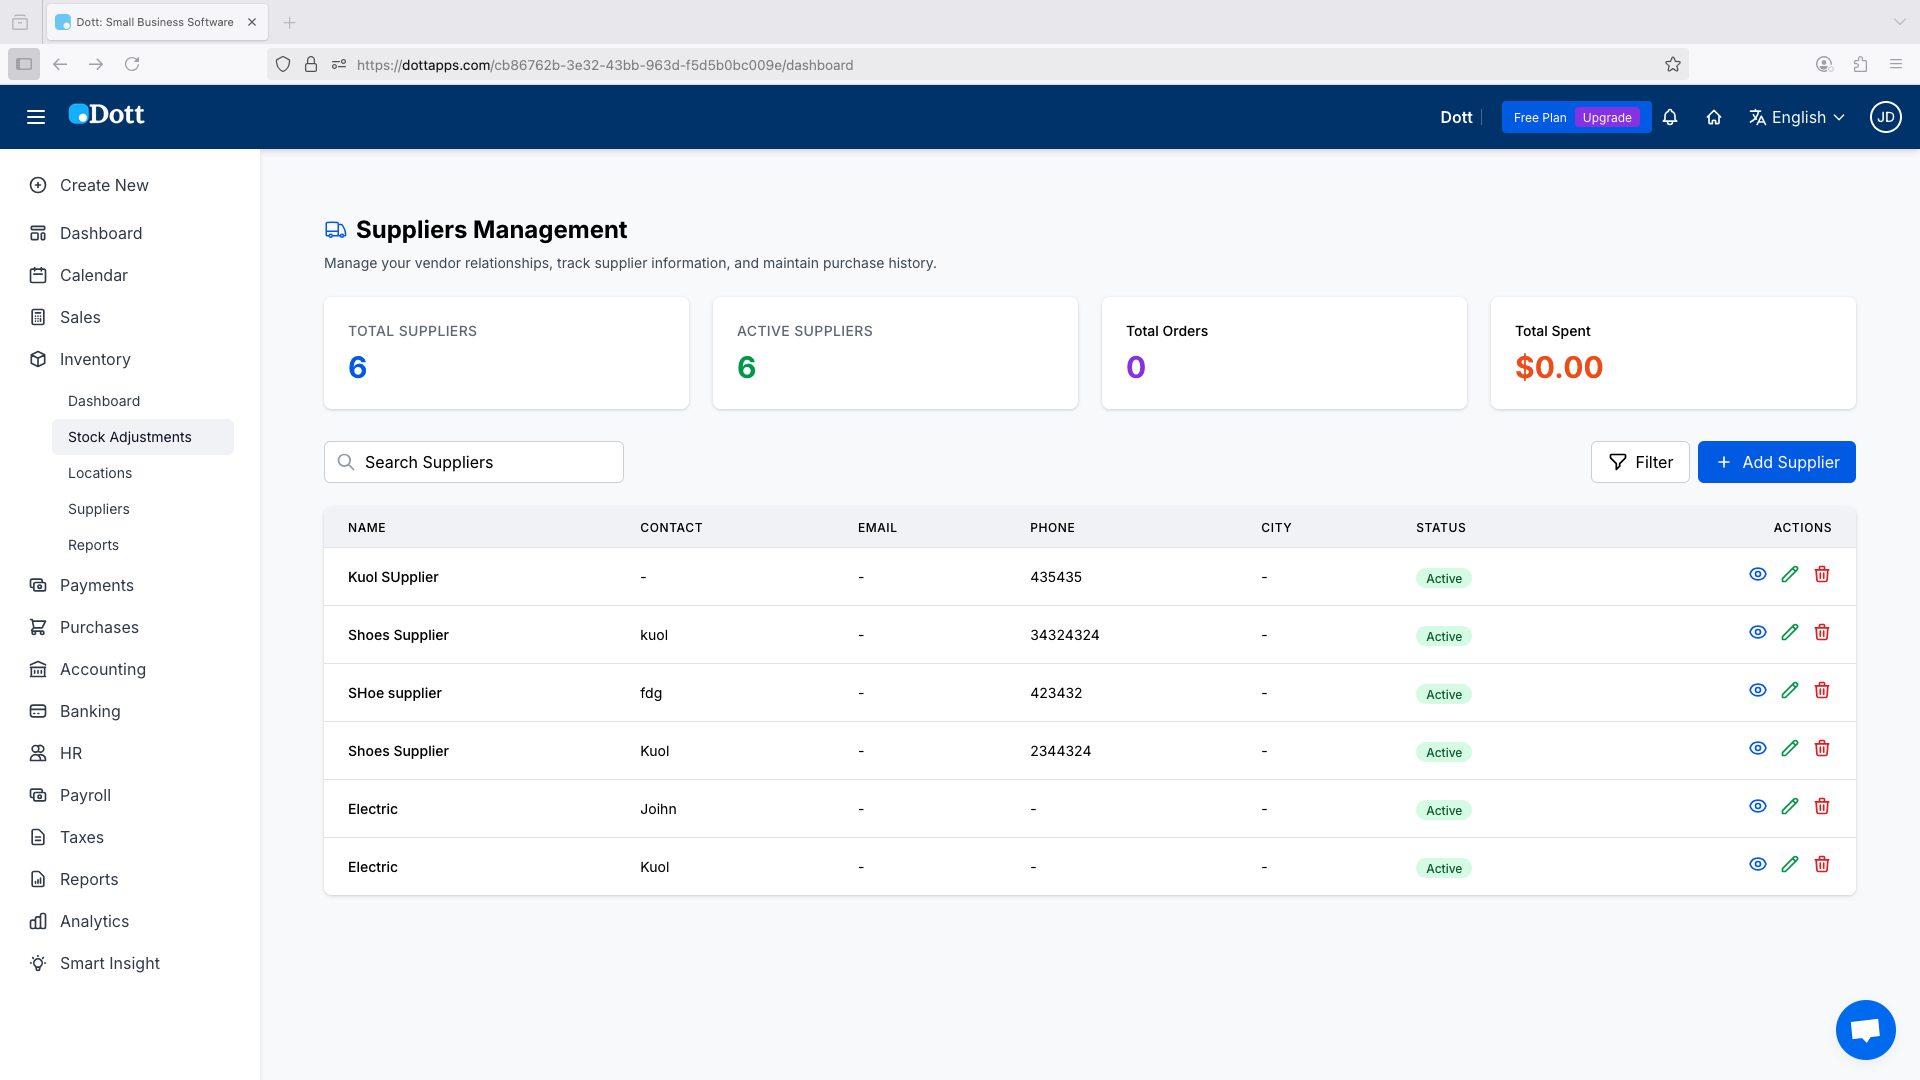 Dott: Small Business Software
https://dottapps.com/cb86762b-3e32-43bb-963d-f5d5b0bc009e/dashboard
Dott
Dott
Free Plan Upgrade
English
JD
Create New
Dashboard
Calendar
Sales
Inventory
Dashboard
Stock Adjustments
Locations
Suppliers
Reports
Payments
Purchases
Accounting
Banking
HR
Payroll
Taxes
Reports
Analytics
Smart Insight
Suppliers Management
Manage your vendor relationships, track supplier information, and maintain purchase history.
TOTAL SUPPLIERS
6
ACTIVE SUPPLIERS
6
Total Orders
0
Total Spent
$0.00
Search Suppliers
Filter
+ Add Supplier
NAME CONTACT EMAIL PHONE CITY STATUS ACTIONS
Kuol SUpplier - - 435435 - Active
Shoes Supplier kuol - 34324324 - Active
SHoe supplier fdg - 423432 - Active
Shoes Supplier Kuol - 2344324 - Active
Electric Joihn - - - Active
Electric Kuol - - - Active